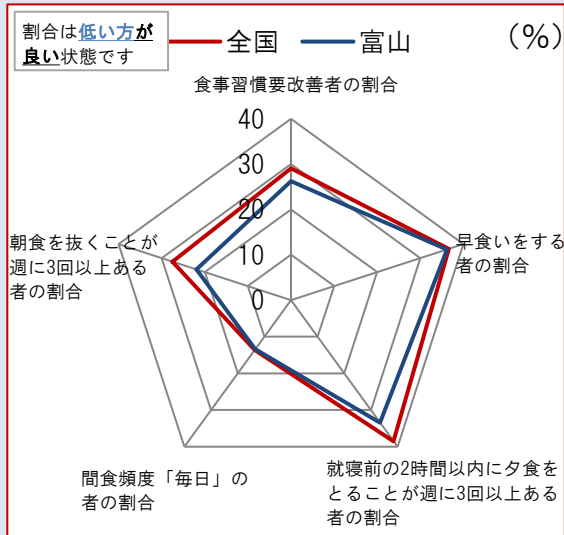 割合は低い方が
良い状態です
全国
富山
(%)
食事習慣要改善者の割合
40
30
20
10
0
早食いをする
者の割合
朝食を抜くことが
週に3回以上ある
者の割合
間食頻度「毎日」の
者の割合
就寝前の2時間以内に夕食を
とることが週に3回以上ある
者の割合